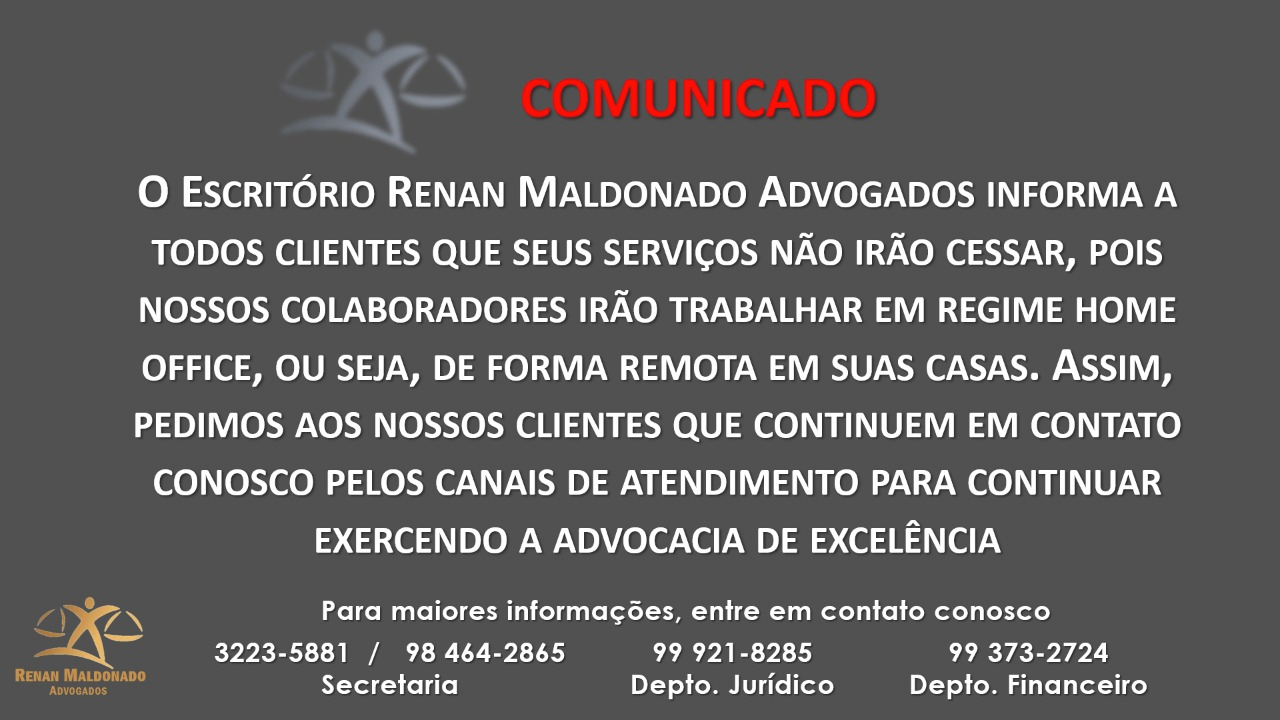 COMUNICADO
O ESCRITÓRIO RENAN MALDONADO ADVOGADOS INFORMA A
TODOS CLIENTES QUE SEUS SERVIÇOS NÃO IRÃO CESSAR, POIS
NOSSOS COLABORADORES IRÃO TRABALHAR EM REGIME HOME
OFFICE, OU SEJA, DE FORMA REMOTA EM SUAS CASAS. ASSIM,
PEDIMOS AOS NOSSOS CLIENTES QUE CONTINUEM EM CONTATO
CONOSCO PELOS CANAIS DE ATENDIMENTO PARA CONTINUAR
EXERCENDO A ADVOCACIA DE EXCELÊNCIA
Para maiores informações, entre em contato conosco
3223-5881 / 98 464-2865 99 921-8285 99 373-2724
Secretaria Depto. Jurídico Depto. Financeiro
RENAN MALDONADO
ADVOGADOS